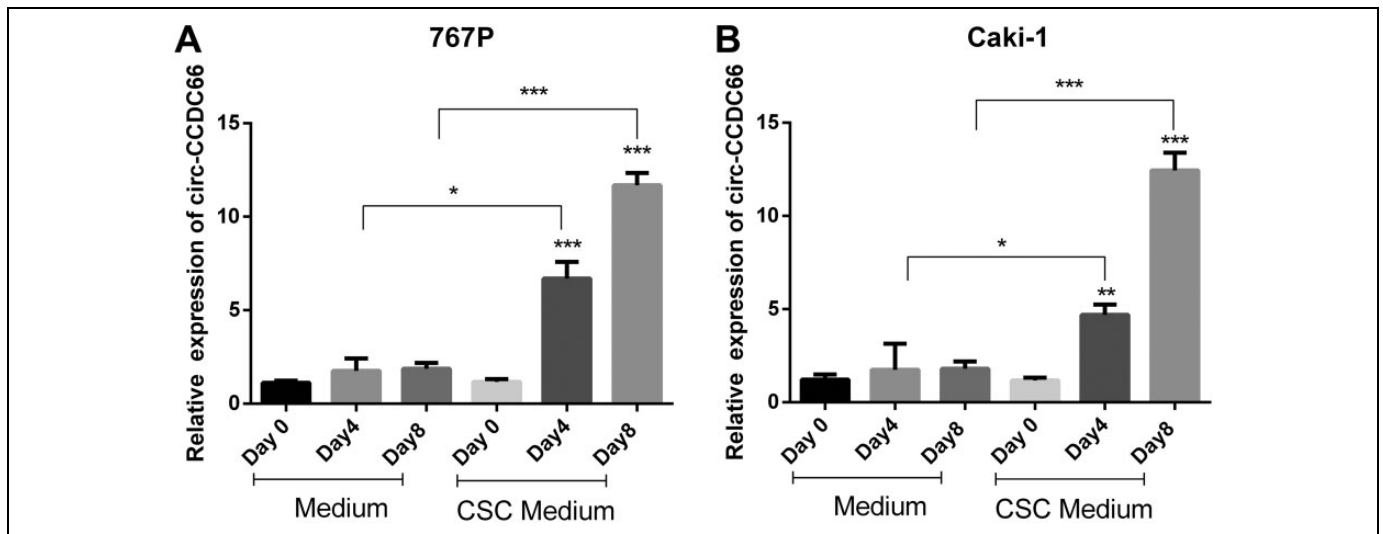 A
767P
Relative expression of circ-CCDC66
15
10
5
0
***
*
***
***
Day 0
Day4
Day8
Day 0
Day4
Day8
Medium
CSC Medium
B
Caki-1
Relative expression of circ-CCDC66
15
10
5
0
***
***
*
**
Day 0
Day4
Day8
Day 0
Day4
Day8
Medium
CSC Medium